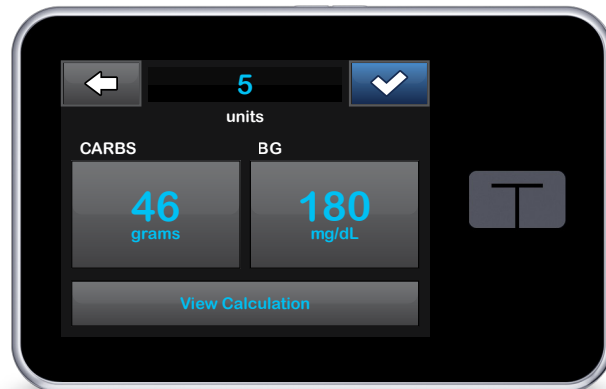 5
units
CARBS
BG
46
grams
180
mg/dL
View Calculation